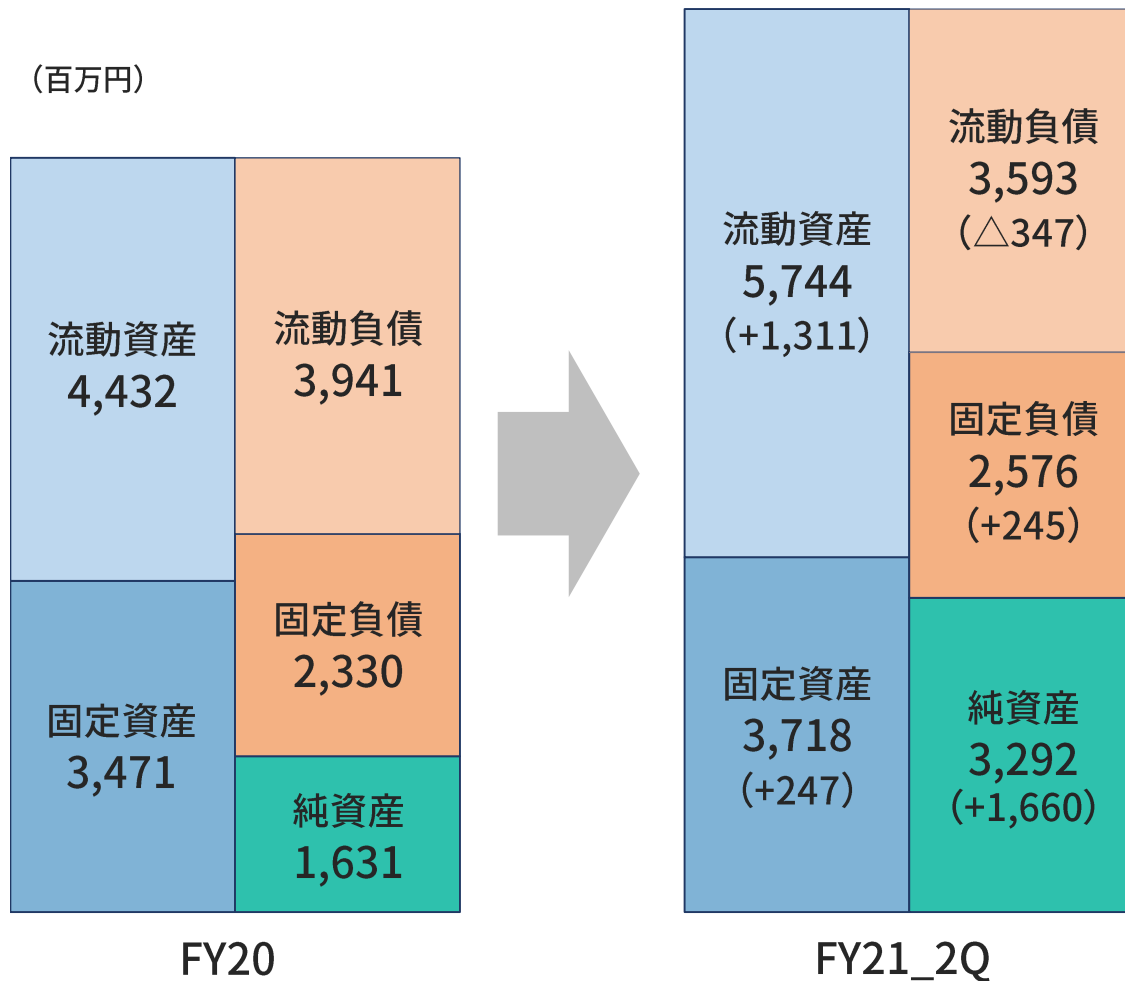 （百万円）
流動資産
4,432
固定資産
3,471
流動負債
3,941
固定負債
2,330
純資産
1,631
FY20
流動資産
5,744
（+1,311）
固定資産
3,718
（+247）
流動負債
3,593
（△347）
固定負債
2,576
（+245）
純資産
3,292
（+1,660）
FY21_2Q